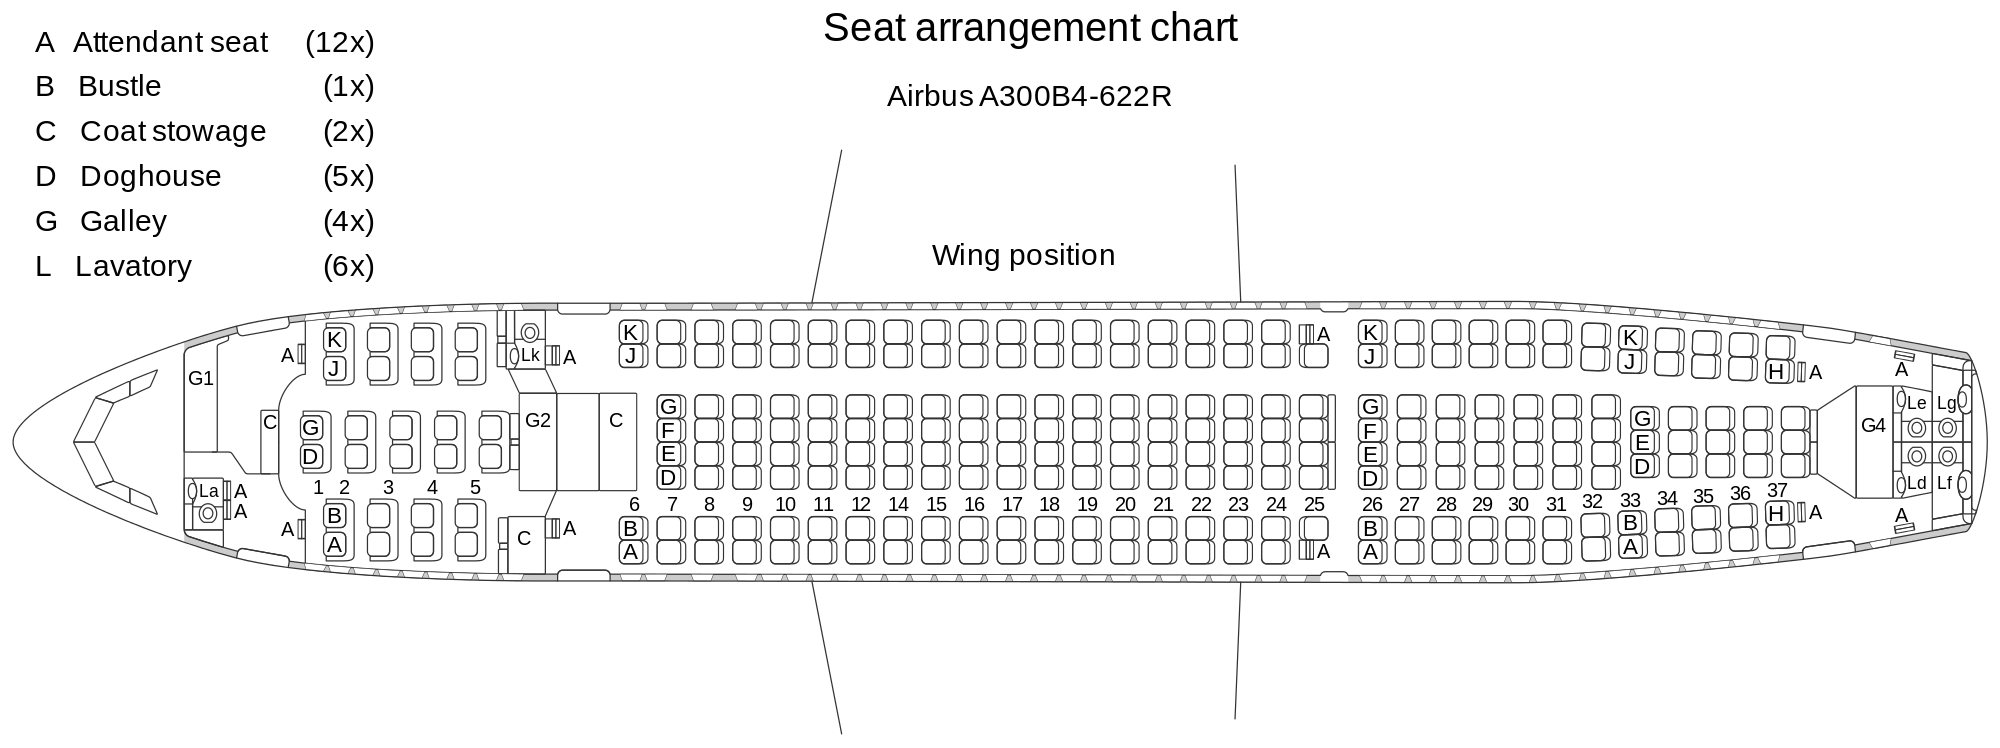 Seat arrangement chart
Airbus A300B4-622R
A Attendant seat (12x)
B Bustle (1x)
C Coat stowage (2x)
D Doghouse (5x)
G Galley (4x)
L Lavatory (6x)
Wing position
K K K K
J Lk A J A J J H A A
A
G1
C G G2 C G G G G4 Le Lg
F F E
E E D
D D D Ld Lf
La A
A
1 2 3 4 5
6 7 8 9 10 11 12 14 15 16 17 18 19 20 21 22 23 24 25 26 27 28 29 30 31 32 33 34 35 36 37
B B B B H A A
A A C A A A A A